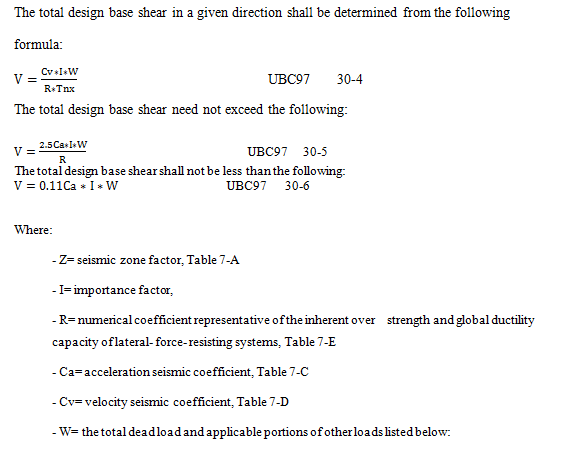 The total design base shear in a given direction shall be determined from the following
formula:
V = Cv∗I∗W / R∗Tnx UBC97 30-4
The total design base shear need not exceed the following:
V = 2.5Ca∗I∗W / R UBC97 30-5
The total design base shear shall not be less than the following:
V = 0.11Ca ∗ I ∗ W UBC97 30-6
Where:
- Z= seismic zone factor, Table 7-A
- I= importance factor,
- R= numerical coefficient representative of the inherent over strength and global ductility
capacity of lateral- force- resisting systems, Table 7-E
- Ca= acceleration seismic coefficient, Table 7-C
- Cv= velocity seismic coefficient, Table 7-D
- W= the total dead load and applicable portions of other loads listed below: